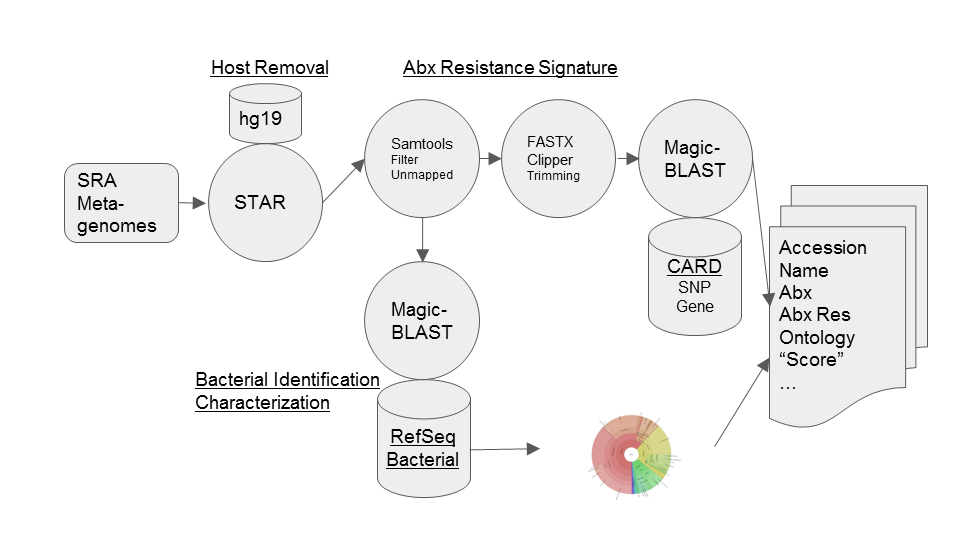 Host Removal
Abx Resistance Signature
hg19
SRA
Meta-
genomes
STAR
Samtools
Filter
Unmapped
FASTX
Clipper
Trimming
Magic-
BLAST
CARD
SNP
Gene
Accession
Name
Abx
Abx Res
Ontology
“Score”
…
Magic-
BLAST
Bacterial Identification
Characterization
RefSeq
Bacterial